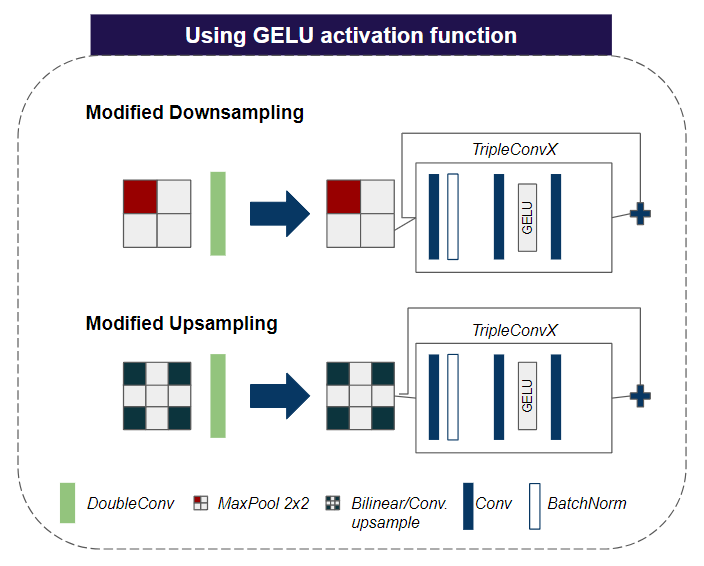 Using GELU activation function
Modified Downsampling
TripleConvX
GELU
Modified Upsampling
TripleConvX
GELU
DoubleConv
MaxPool 2x2
Bilinear/Conv.
upsample
Conv
BatchNorm